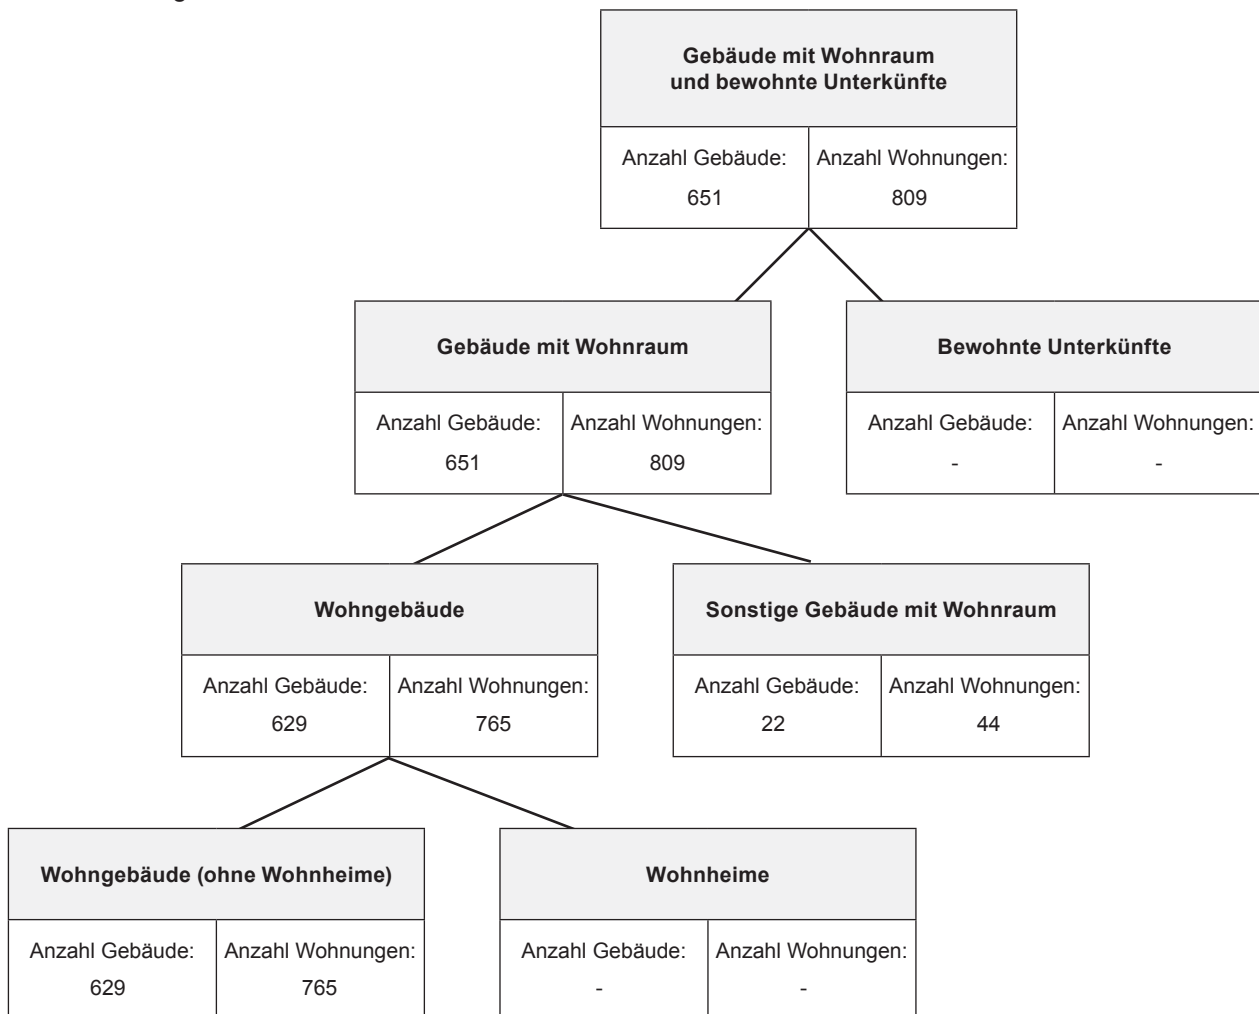 Gebäude mit Wohnraum
und bewohnte Unterkünfte
Anzahl Gebäude: Anzahl Wohnungen:
651 809
Gebäude mit Wohnraum
Bewohnte Unterkünfte
Anzahl Gebäude: Anzahl Wohnungen:
651 809
Anzahl Gebäude: Anzahl Wohnungen:
- -
Wohngebäude
Sonstige Gebäude mit Wohnraum
Anzahl Gebäude: Anzahl Wohnungen:
629 765
Anzahl Gebäude: Anzahl Wohnungen:
22 44
Wohngebäude (ohne Wohnheime)
Wohnheime
Anzahl Gebäude: Anzahl Wohnungen:
629 765
Anzahl Gebäude: Anzahl Wohnungen:
- -